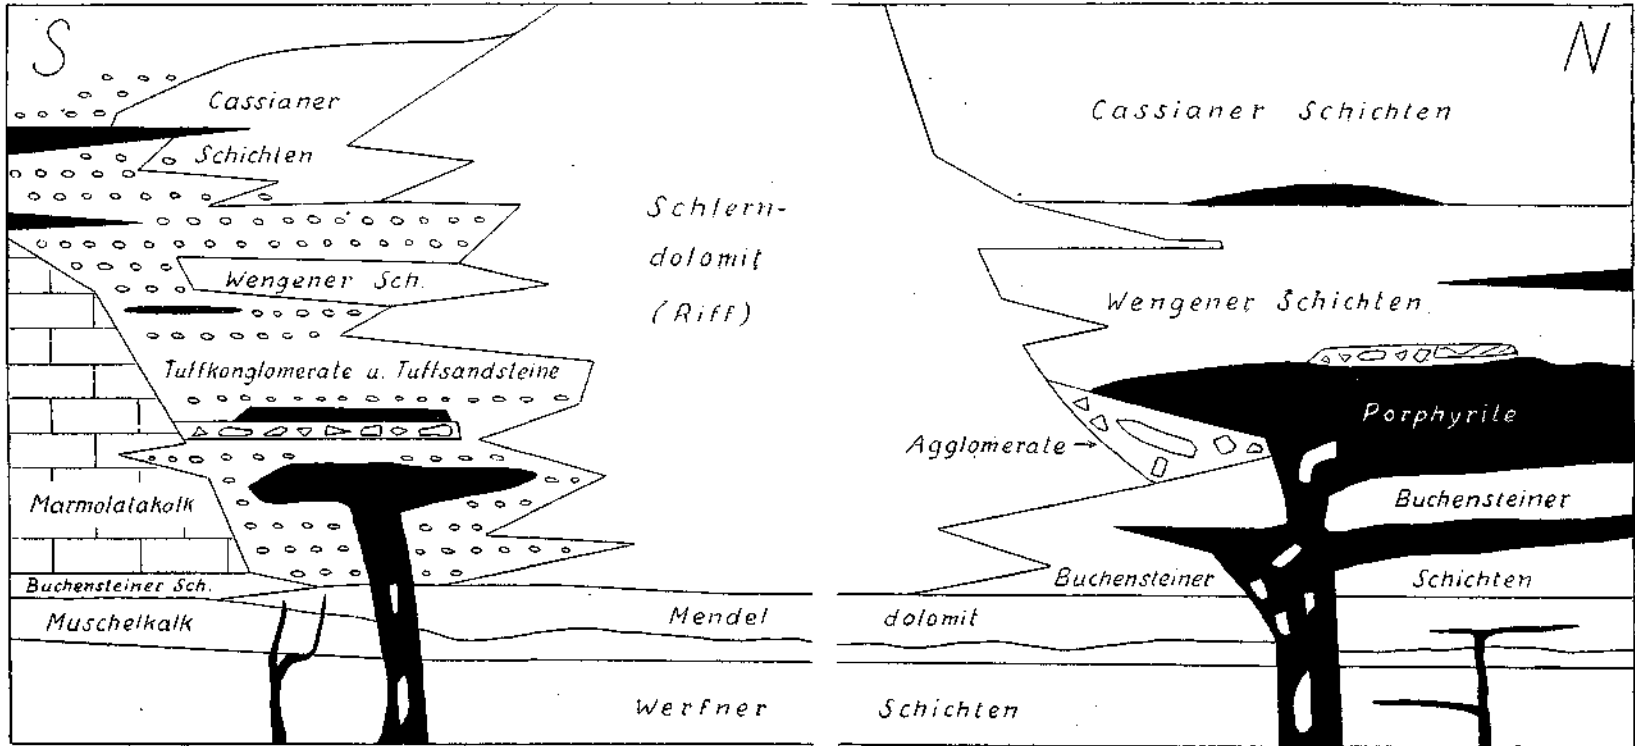 S
N
Cassianer
Schichten
Cassianer Schichten
Schlern-
dolomit
(Riff)
Wengener Sch.
Wengener Schichten
Tuffkonglomerate u. Tuffsandsteine
Porphyrite
Agglomerate →
Marmolatakalk
Buchensteiner
Buchensteiner Sch.
Buchensteiner Schichten
Muschelkalk
Mendel dolomit
Werfner Schichten